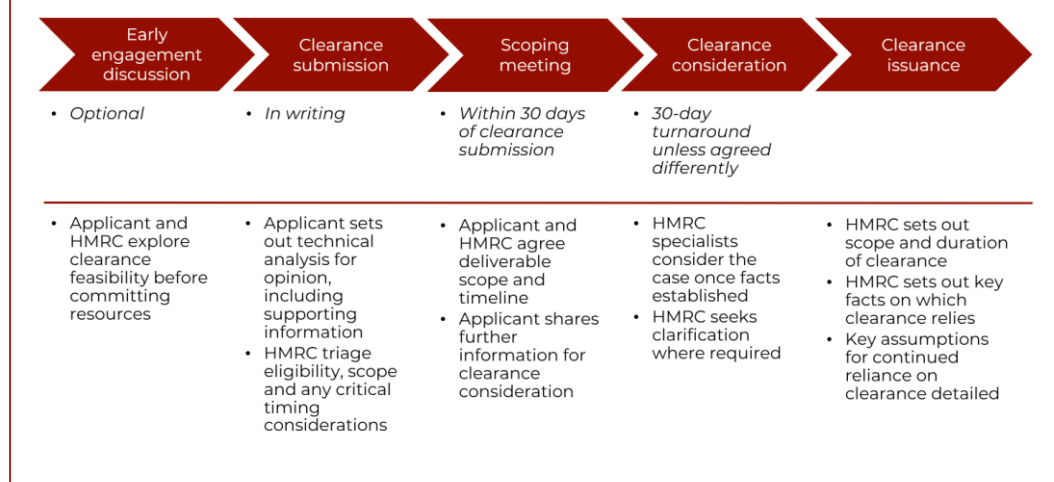 Early
engagement
discussion
Clearance
submission
Scoping
meeting
Clearance
consideration
Clearance
issuance
• Optional
• In writing
• Within 30 days
of clearance
submission
• 30-day
turnaround
unless agreed
differently
• Applicant and
HMRC explore
clearance
feasibility before
committing
resources
• Applicant sets
out technical
analysis for
opinion,
including
supporting
information
• HMRC triage
eligibility, scope
and any critical
timing
considerations
• Applicant and
HMRC agree
deliverable
scope and
timeline
• Applicant shares
further
information for
clearance
consideration
• HMRC
specialists
consider the
case once facts
established
• HMRC seeks
clarification
where required
• HMRC sets out
scope and duration
of clearance
• HMRC sets out key
facts on which
clearance relies
• Key assumptions
for continued
reliance on
clearance detailed